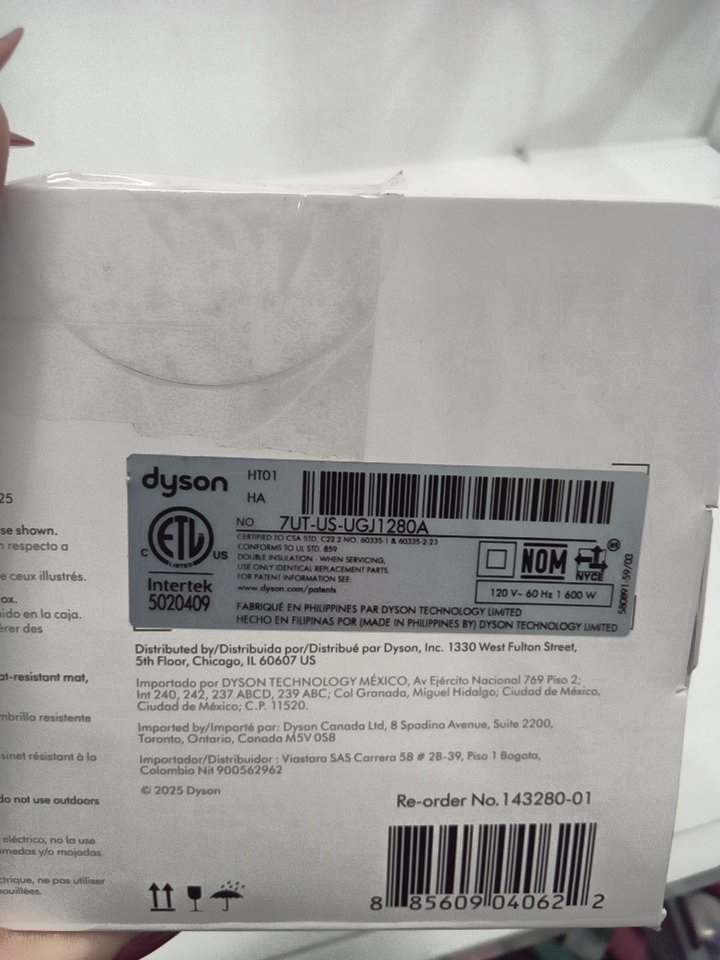 25
se shown.
n respecto a
e ceux illustrés.
ox.
ido en la caja.
érer des
at-resistant mat,
mbrilla resistente
sinet résistant à la
do not use outdoors
eléctrico, no la use
medas y/o mojadas.
ctrique, ne pas utiliser
ouillées.
dyson
HT01
HA
NO. 7UT-US-UGJ1280A
CERTIFIED TO CSA STD. C22.2 NO. 60335-1 & 60335-2-23
CONFORMS TO UL STD. 859
DOUBLE INSULATION - WHEN SERVICING,
USE ONLY IDENTICAL REPLACEMENT PARTS.
FOR PATENT INFORMATION SEE:
www.dyson.com/patents
C ETL US
LISTED
Intertek
5020409
NOM
NYCE
120 V~ 60 Hz 1 600 W
580891-59/03
FABRIQUÉ EN PHILIPPINES PAR DYSON TECHNOLOGY LIMITED
HECHO EN FILIPINAS POR (MADE IN PHILIPPINES BY) DYSON TECHNOLOGY LIMITED
Distributed by/Distribuida por/Distribué par Dyson, Inc. 1330 West Fulton Street,
5th Floor, Chicago, IL 60607 US
Importado por DYSON TECHNOLOGY MÉXICO, Av Ejército Nacional 769 Piso 2;
Int 240, 242, 237 ABCD, 239 ABC; Col Granada, Miguel Hidalgo; Ciudad de México,
Ciudad de México; C.P. 11520.
Imported by/Importé par: Dyson Canada Ltd, 8 Spadina Avenue, Suite 2200,
Toronto, Ontario, Canada M5V 0S8
Importador/Distribuidor : Viastara SAS Carrera 58 # 2B-39, Piso 1 Bogota,
Colombia Nit 900562962
© 2025 Dyson
Re-order No.143280-01
8 85609 04062 2